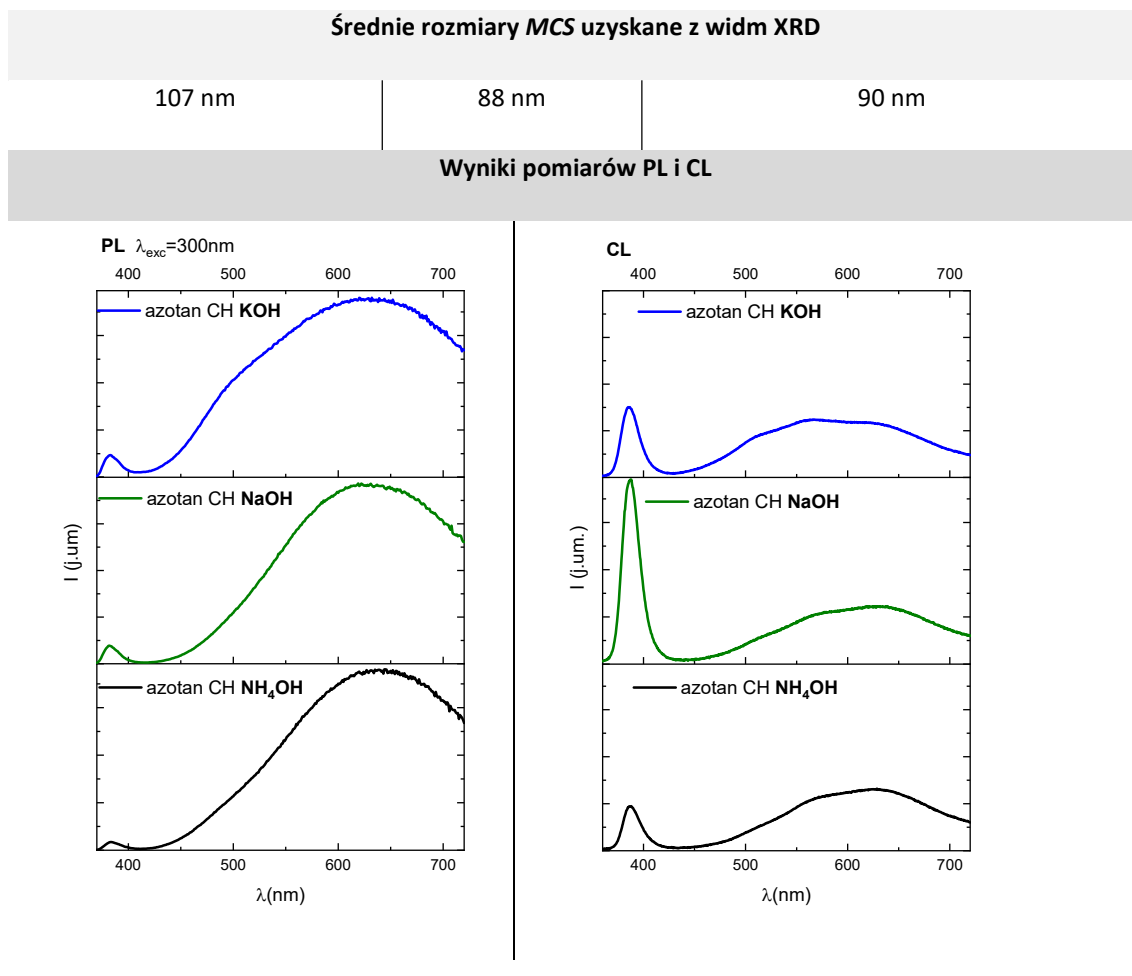 Średnie rozmiary MCS uzyskane z widm XRD
107 nm 88 nm 90 nm
Wyniki pomiarów PL i CL
PL λexc=300nm
400 500 600 700
azotan CH KOH
azotan CH NaOH
azotan CH NH₄OH
I (j.um)
400 500 600 700
λ(nm)
CL
400 500 600 700
azotan CH KOH
azotan CH NaOH
azotan CH NH₄OH
I (j.um.)
400 500 600 700
λ(nm)